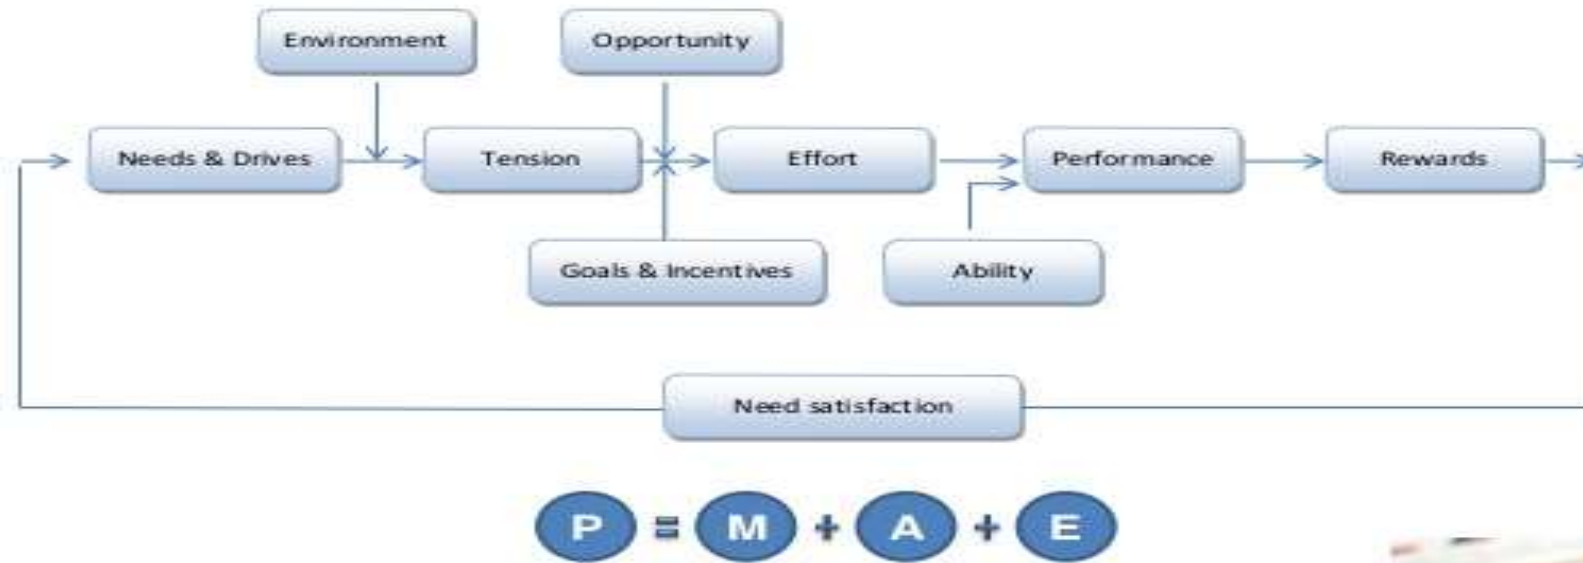 Environment
Opportunity
Needs & Drives
Tension
Effort
Performance
Rewards
Goals & Incentives
Ability
Need satisfaction
P = M + A + E